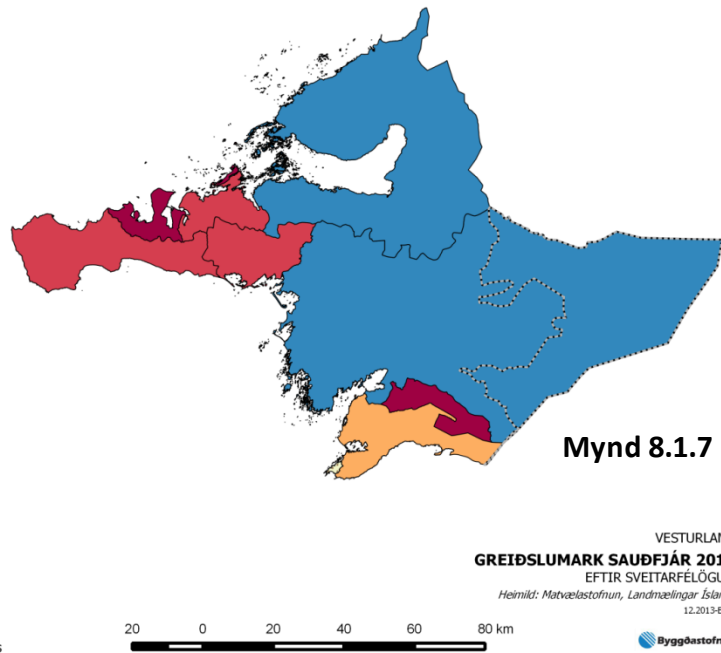 Mynd 8.1.7
VESTURLAN
GREIÐSLUMARK SAUÐFJÁR 201
EFTIR SVEITARFÉLÖGU
Heimild: Matvælastofnun, Landmælingar Íslan
12.2013-E
20 0 20 40 60 80 km
s
Byggðastofn